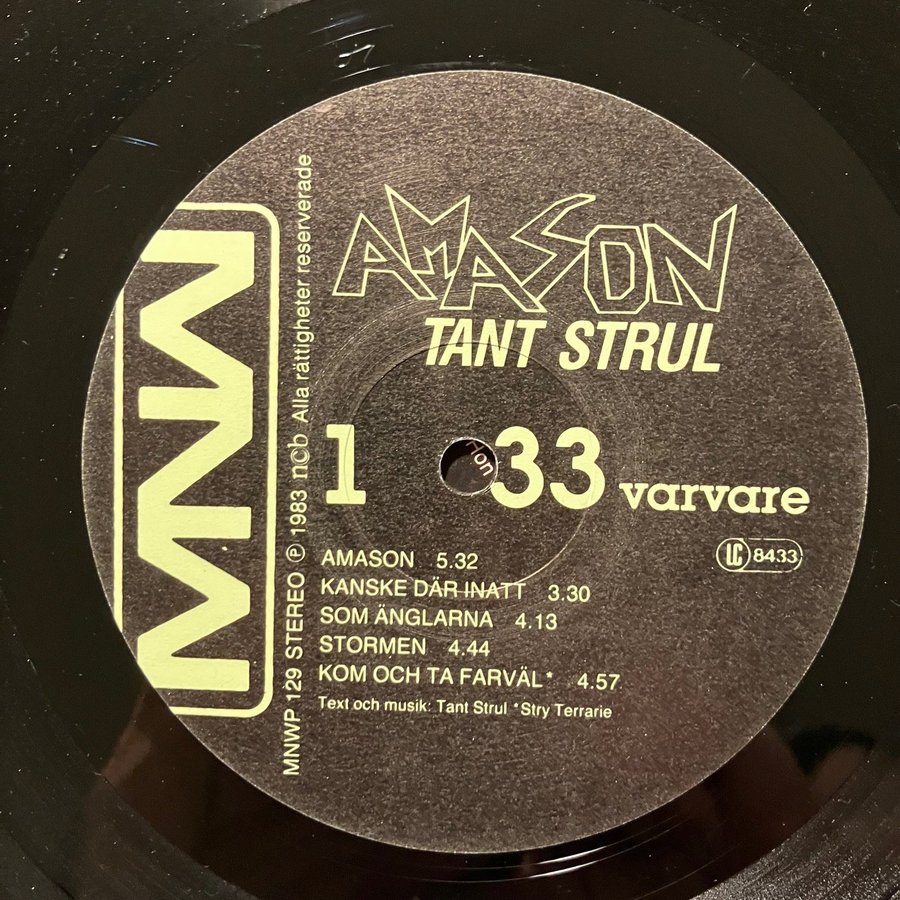 AMASON
TANT STRUL
1
33 varvare
LC 8433
AMASON 5.32
KANSKE DÄR INATT 3.30
SOM ÄNGLARNA 4.13
STORMEN 4.44
KOM OCH TA FARVÄL* 4.57
Text och musik: Tant Strul *Stry Terrarie
MNW
MNWP 129 STEREO Ⓟ 1983 ncb Alla rättigheter reserverade